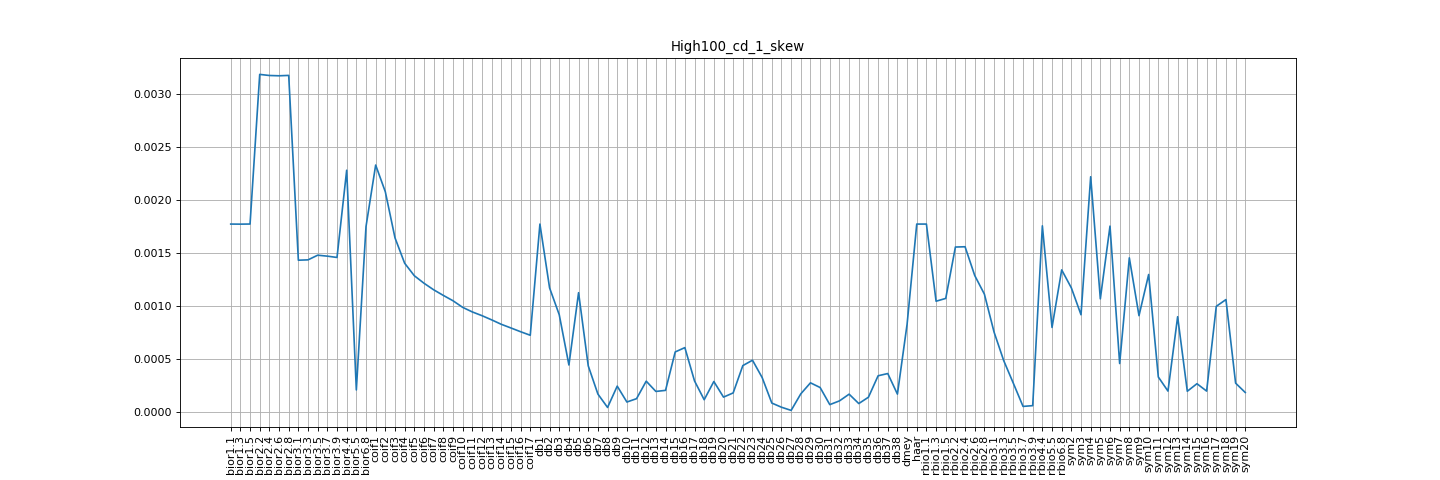 High100_cd_1_skew
0.0030
0.0025
0.0020
0.0015
0.0010
0.0005
0.0000
bior1.1
bior1.3
bior1.5
bior2.2
bior2.4
bior2.6
bior2.8
bior3.1
bior3.3
bior3.5
bior3.7
bior3.9
bior4.4
bior5.5
bior6.8
coif1
coif2
coif3
coif4
coif5
coif6
coif7
coif8
coif9
coif10
coif11
coif12
coif13
coif14
coif15
coif16
coif17
db1
db2
db3
db4
db5
db6
db7
db8
db9
db10
db11
db12
db13
db14
db15
db16
db17
db18
db19
db20
db21
db22
db23
db24
db25
db26
db27
db28
db29
db30
db31
db32
db33
db34
db35
db36
db37
db38
dmey
haar
rbio1.1
rbio1.3
rbio1.5
rbio2.2
rbio2.4
rbio2.6
rbio2.8
rbio3.1
rbio3.3
rbio3.5
rbio3.7
rbio3.9
rbio4.4
rbio5.5
rbio6.8
sym2
sym3
sym4
sym5
sym6
sym7
sym8
sym9
sym10
sym11
sym12
sym13
sym14
sym15
sym16
sym17
sym18
sym19
sym20